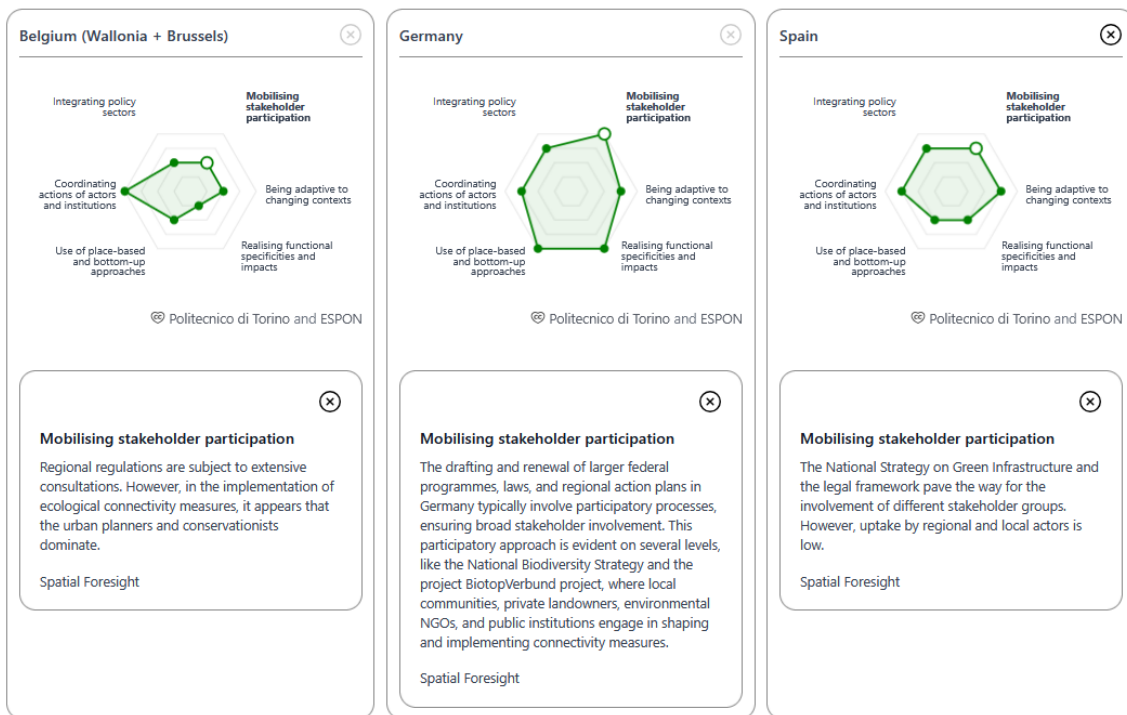 Belgium (Wallonia + Brussels)
Integrating policy
sectors
Mobilising
stakeholder
participation
Coordinating
actions of actors
and institutions
Being adaptive to
changing contexts
Use of place-based
and bottom-up
approaches
Realising functional
specificities and
impacts
Politecnico di Torino and ESPON
Mobilising stakeholder participation
Regional regulations are subject to extensive
consultations. However, in the implementation of
ecological connectivity measures, it appears that
the urban planners and conservationists
dominate.
Spatial Foresight
Germany
Integrating policy
sectors
Mobilising
stakeholder
participation
Coordinating
actions of actors
and institutions
Being adaptive to
changing contexts
Use of place-based
and bottom-up
approaches
Realising functional
specificities and
impacts
Politecnico di Torino and ESPON
Mobilising stakeholder participation
The drafting and renewal of larger federal
programmes, laws, and regional action plans in
Germany typically involve participatory processes,
ensuring broad stakeholder involvement. This
participatory approach is evident on several levels,
like the National Biodiversity Strategy and the
project BiotopVerbund project, where local
communities, private landowners, environmental
NGOs, and public institutions engage in shaping
and implementing connectivity measures.
Spatial Foresight
Spain
Integrating policy
sectors
Mobilising
stakeholder
participation
Coordinating
actions of actors
and institutions
Being adaptive to
changing contexts
Use of place-based
and bottom-up
approaches
Realising functional
specificities and
impacts
Politecnico di Torino and ESPON
Mobilising stakeholder participation
The National Strategy on Green Infrastructure and
the legal framework pave the way for the
involvement of different stakeholder groups.
However, uptake by regional and local actors is
low.
Spatial Foresight